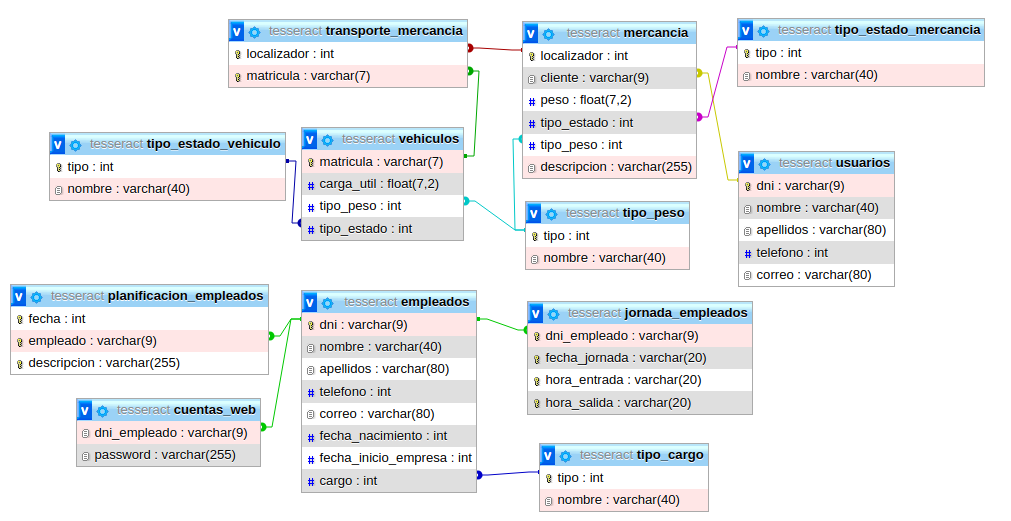 v tesseract transporte_mercancia
localizador : int
matricula : varchar(7)
v tesseract mercancia
localizador : int
cliente : varchar(9)
peso : float(7,2)
tipo_estado : int
tipo_peso : int
descripcion : varchar(255)
v tesseract tipo_estado_mercancia
tipo : int
nombre : varchar(40)
v tesseract tipo_estado_vehiculo
tipo : int
nombre : varchar(40)
v tesseract vehiculos
matricula : varchar(7)
carga_util : float(7,2)
tipo_peso : int
tipo_estado : int
v tesseract usuarios
dni : varchar(9)
nombre : varchar(40)
apellidos : varchar(80)
telefono : int
correo : varchar(80)
v tesseract tipo_peso
tipo : int
nombre : varchar(40)
v tesseract planificacion_empleados
fecha : int
empleado : varchar(9)
descripcion : varchar(255)
v tesseract empleados
dni : varchar(9)
nombre : varchar(40)
apellidos : varchar(80)
telefono : int
correo : varchar(80)
fecha_nacimiento : int
fecha_inicio_empresa : int
cargo : int
v tesseract jornada_empleados
dni_empleado : varchar(9)
fecha_jornada : varchar(20)
hora_entrada : varchar(20)
hora_salida : varchar(20)
v tesseract cuentas_web
dni_empleado : varchar(9)
password : varchar(255)
v tesseract tipo_cargo
tipo : int
nombre : varchar(40)